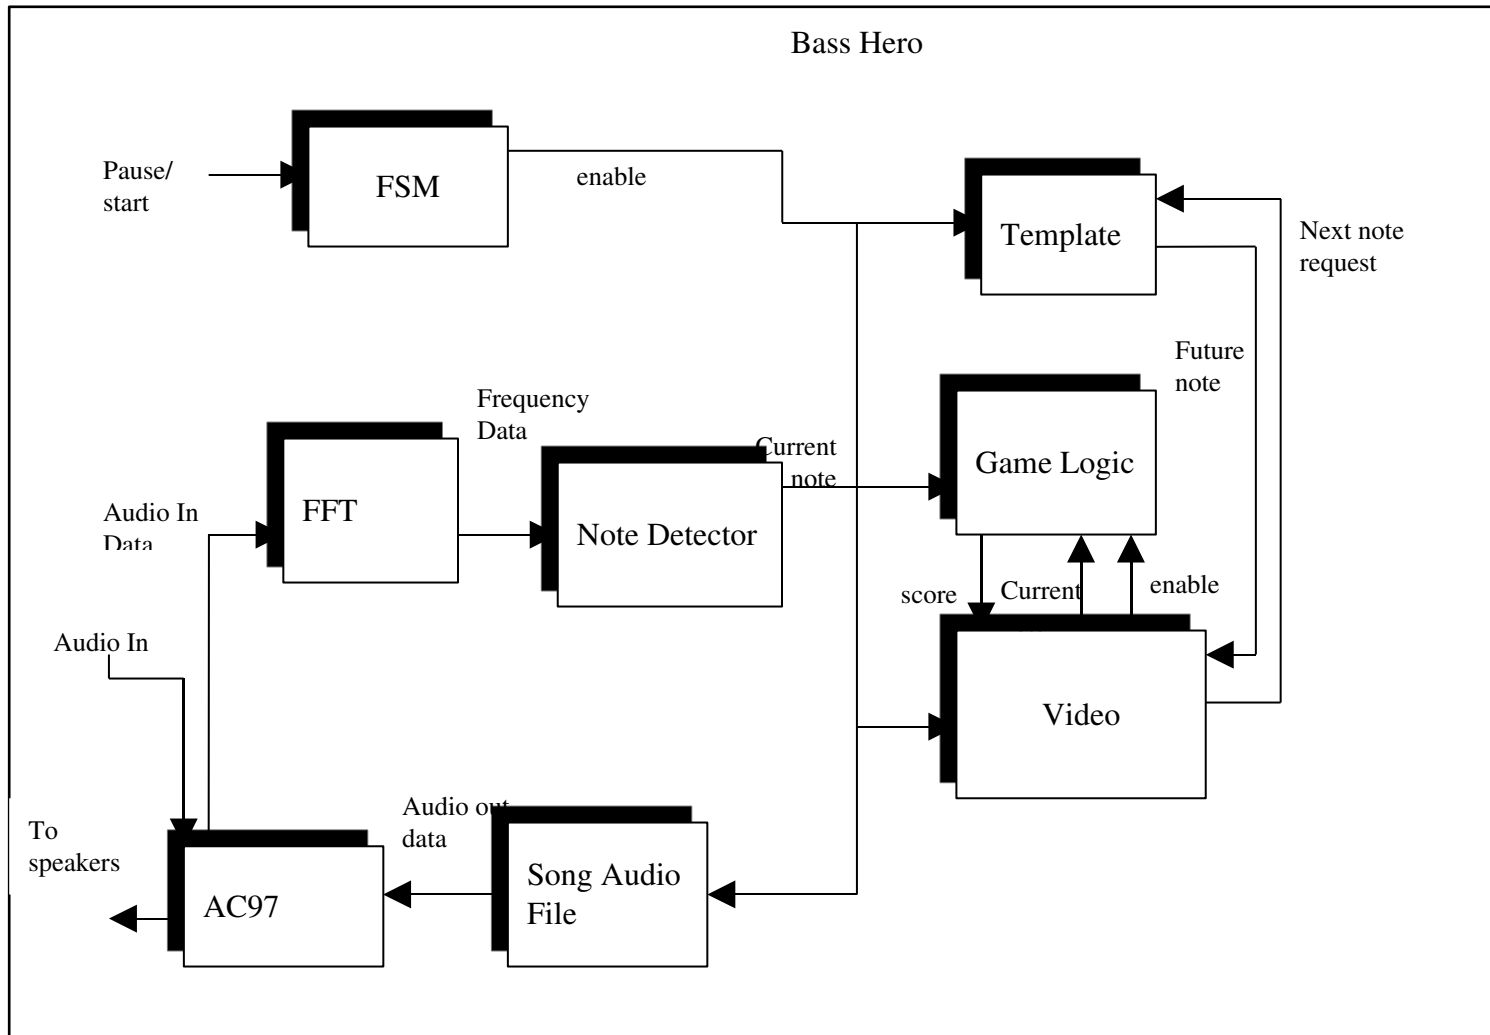 Bass Hero
Pause/
start
FSM
enable
Template
Next note
request
Future
note
Frequency
Data
Current
note
Game Logic
FFT
Note Detector
Audio In
Data
score
Current
enable
Audio In
Video
To
speakers
Audio out
data
AC97
Song Audio
File